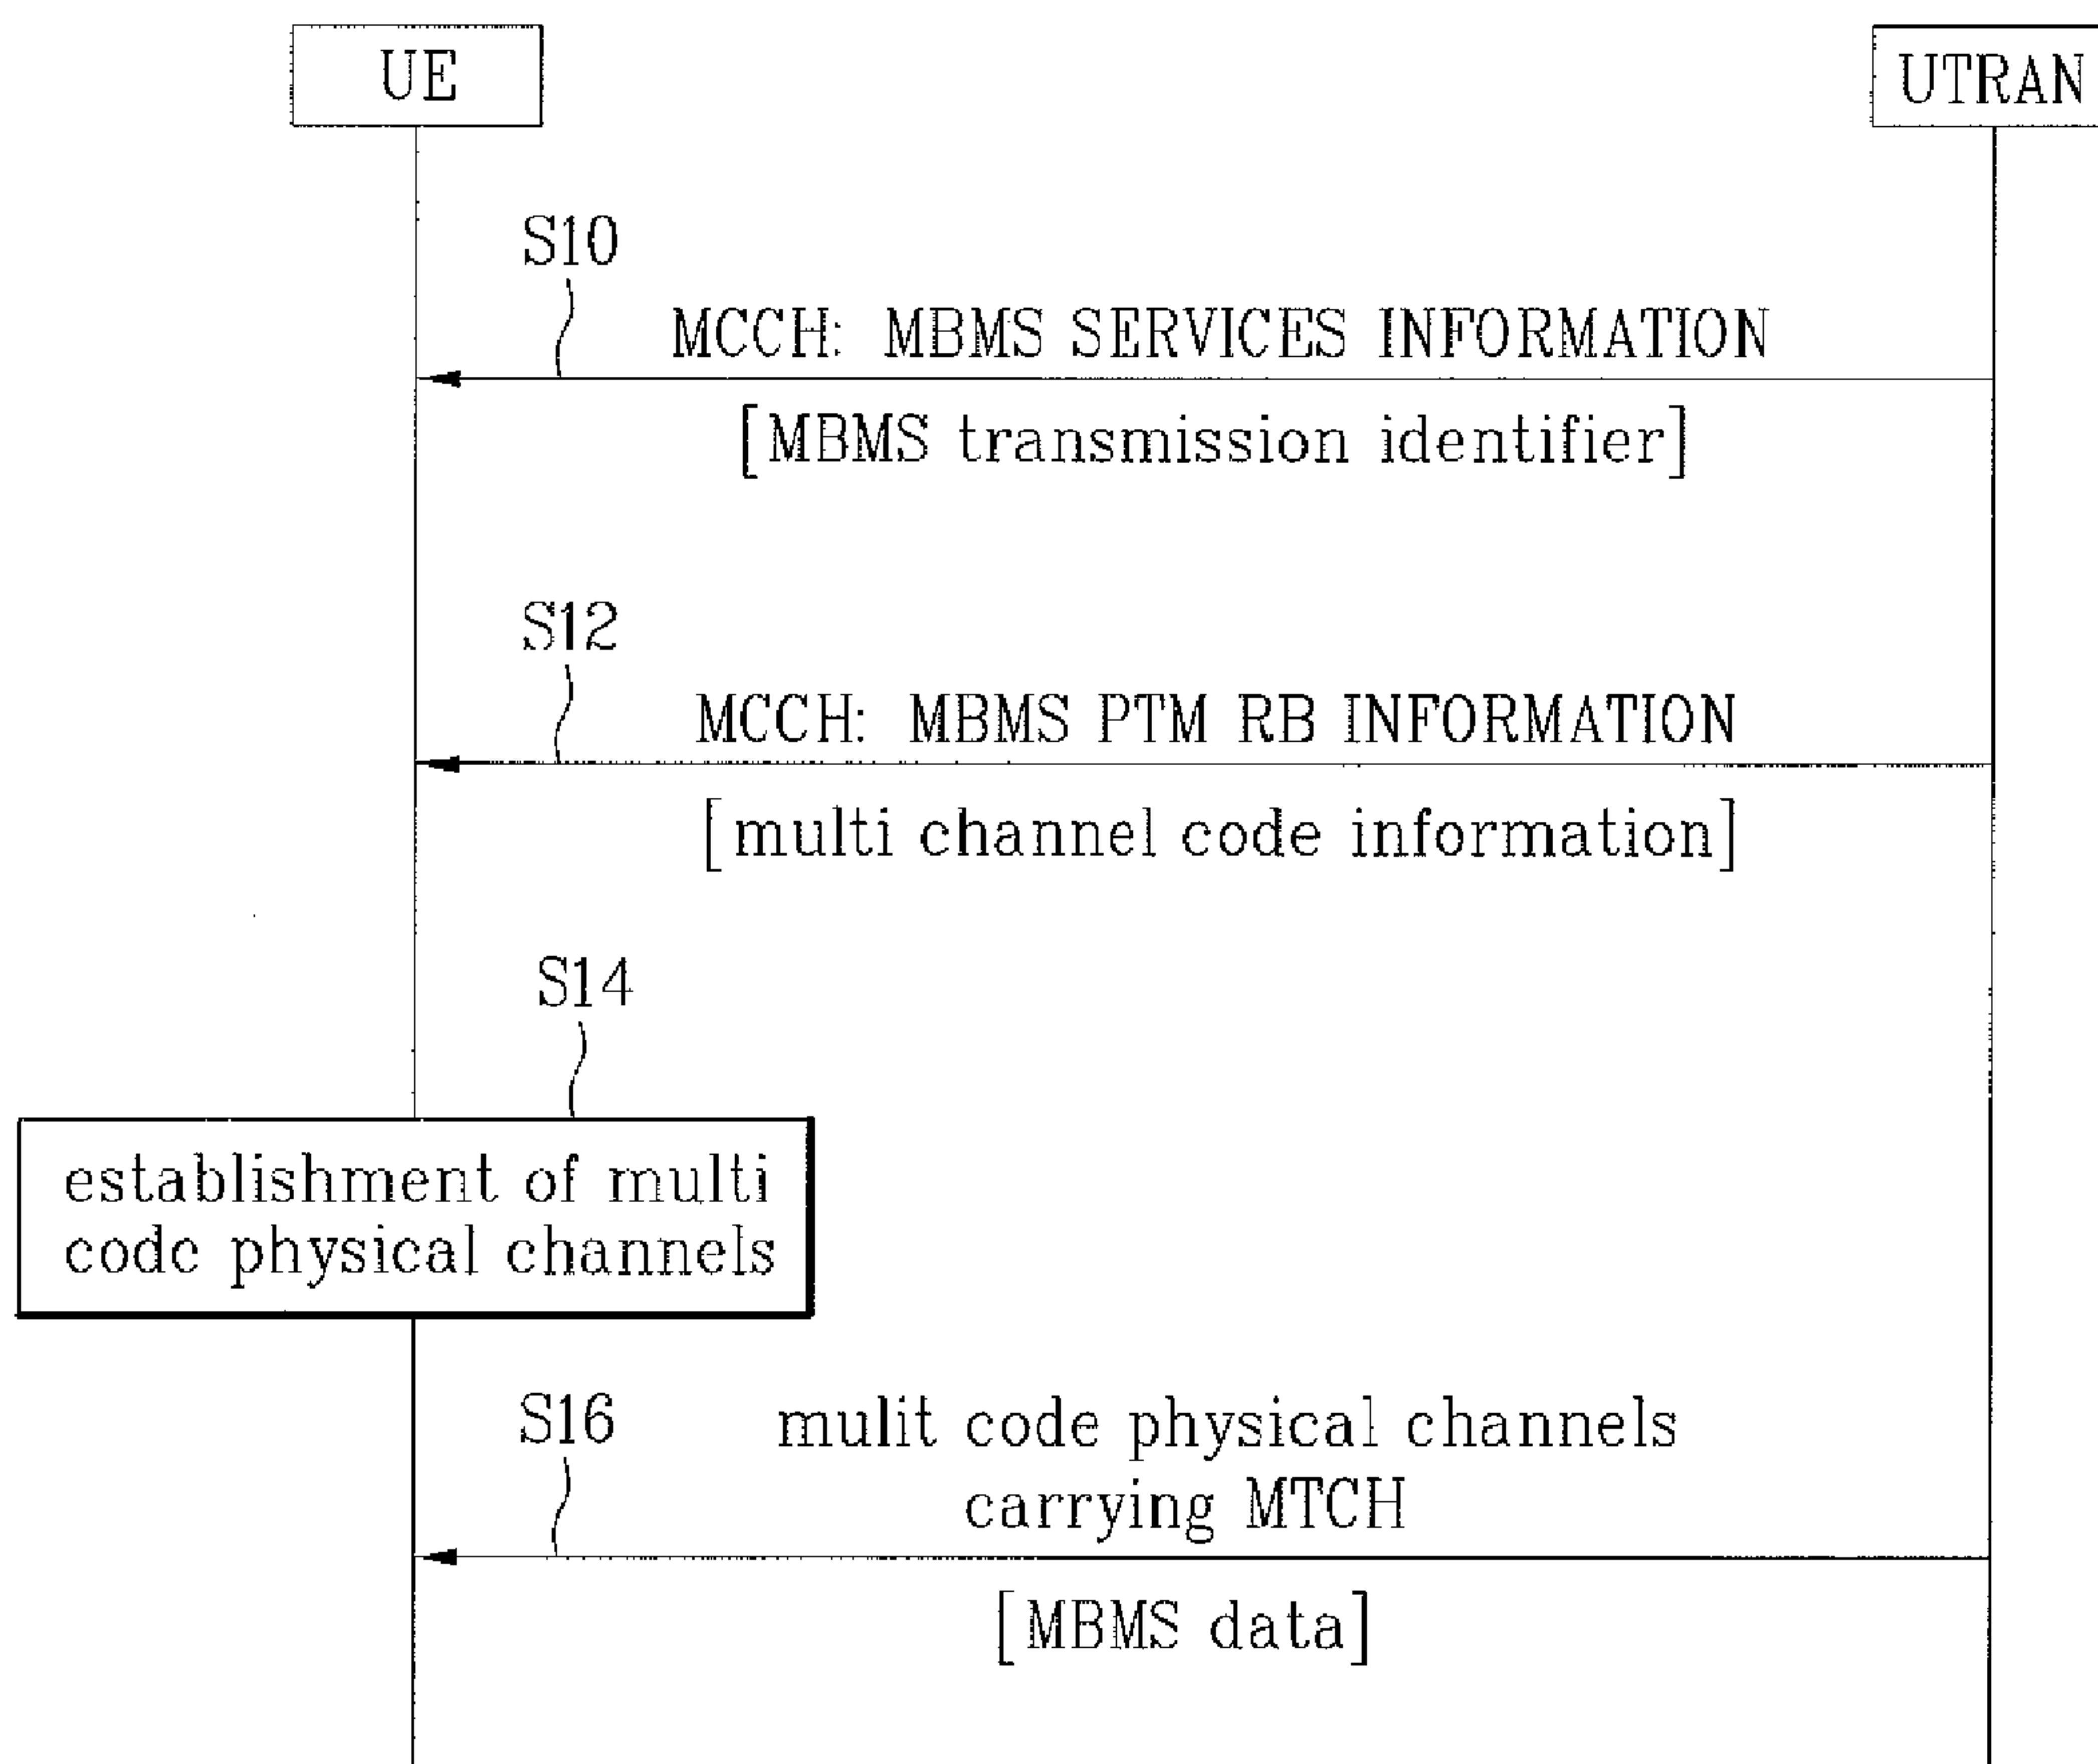 UE
UTRAN
S10
MCCH: MBMS SERVICES INFORMATION
[MBMS transmission identifier]
S12
MCCH: MBMS PTM RB INFORMATION
[multi channel code information]
S14
establishment of multi
code physical channels
S16
mulit code physical channels
carrying MTCH
[MBMS data]